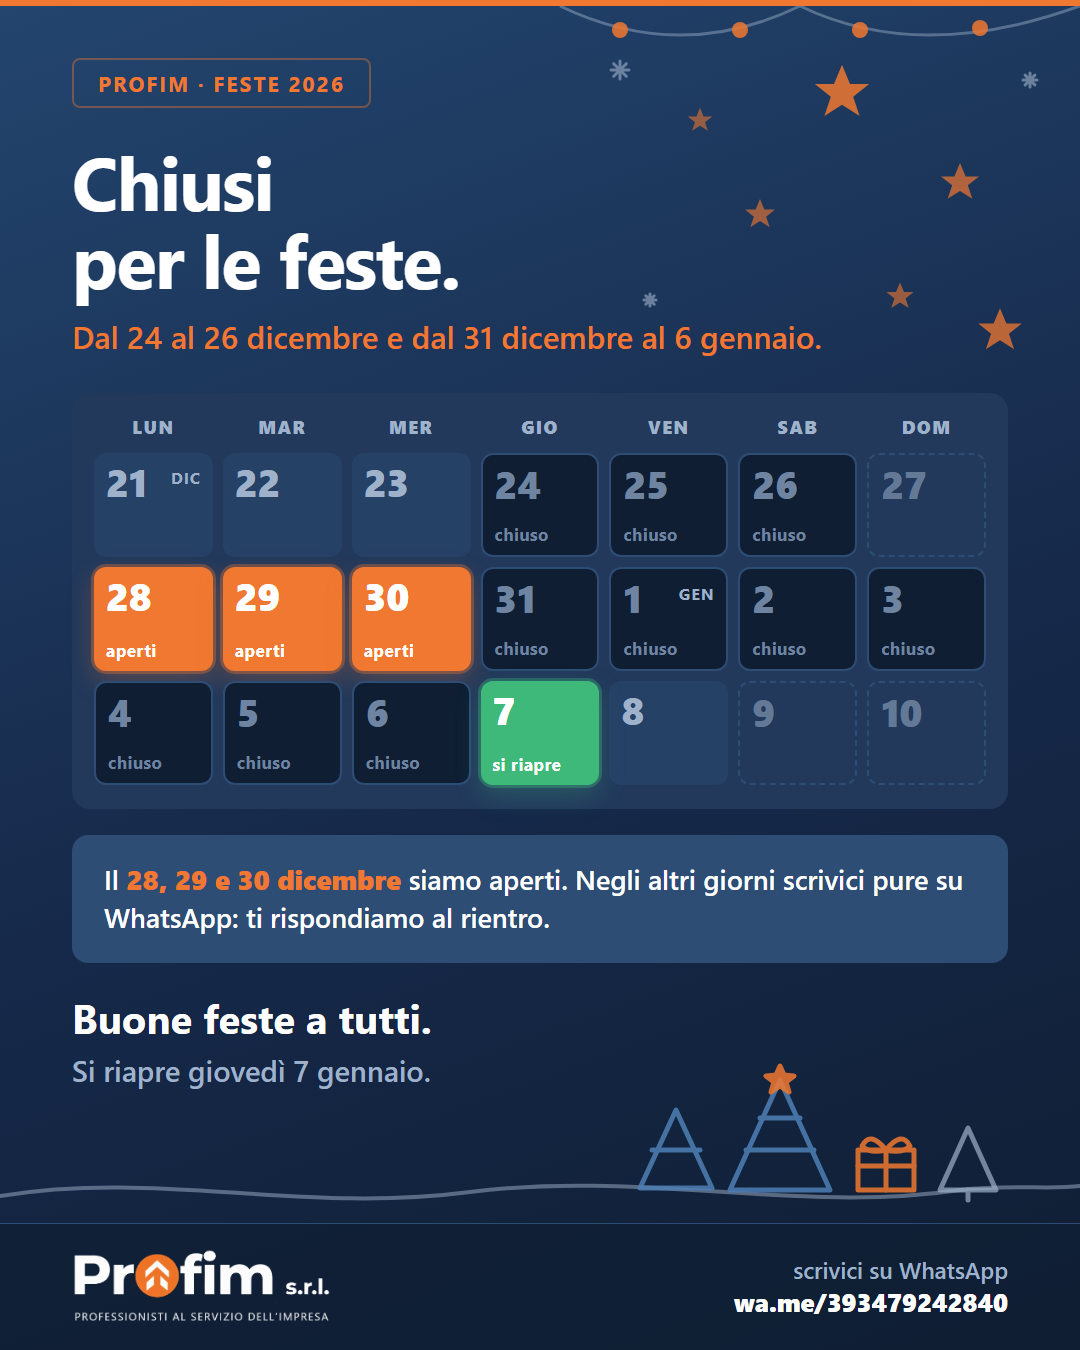 PROFIM · FESTE 2026
Chiusi
per le feste.
Dal 24 al 26 dicembre e dal 31 dicembre al 6 gennaio.
LUN MAR MER GIO VEN SAB DOM
21 DIC 22 23 24 25 26 27
chiuso chiuso chiuso
28 29 30 31 1 GEN 2 3
aperti aperti aperti chiuso chiuso chiuso chiuso
4 5 6 7 8 9 10
chiuso chiuso chiuso si riapre
Il 28, 29 e 30 dicembre siamo aperti. Negli altri giorni scrivici pure su
WhatsApp: ti rispondiamo al rientro.
Buone feste a tutti.
Si riapre giovedì 7 gennaio.
Profim s.r.l.
PROFESSIONISTI AL SERVIZIO DELL'IMPRESA
scrivici su WhatsApp
wa.me/393479242840